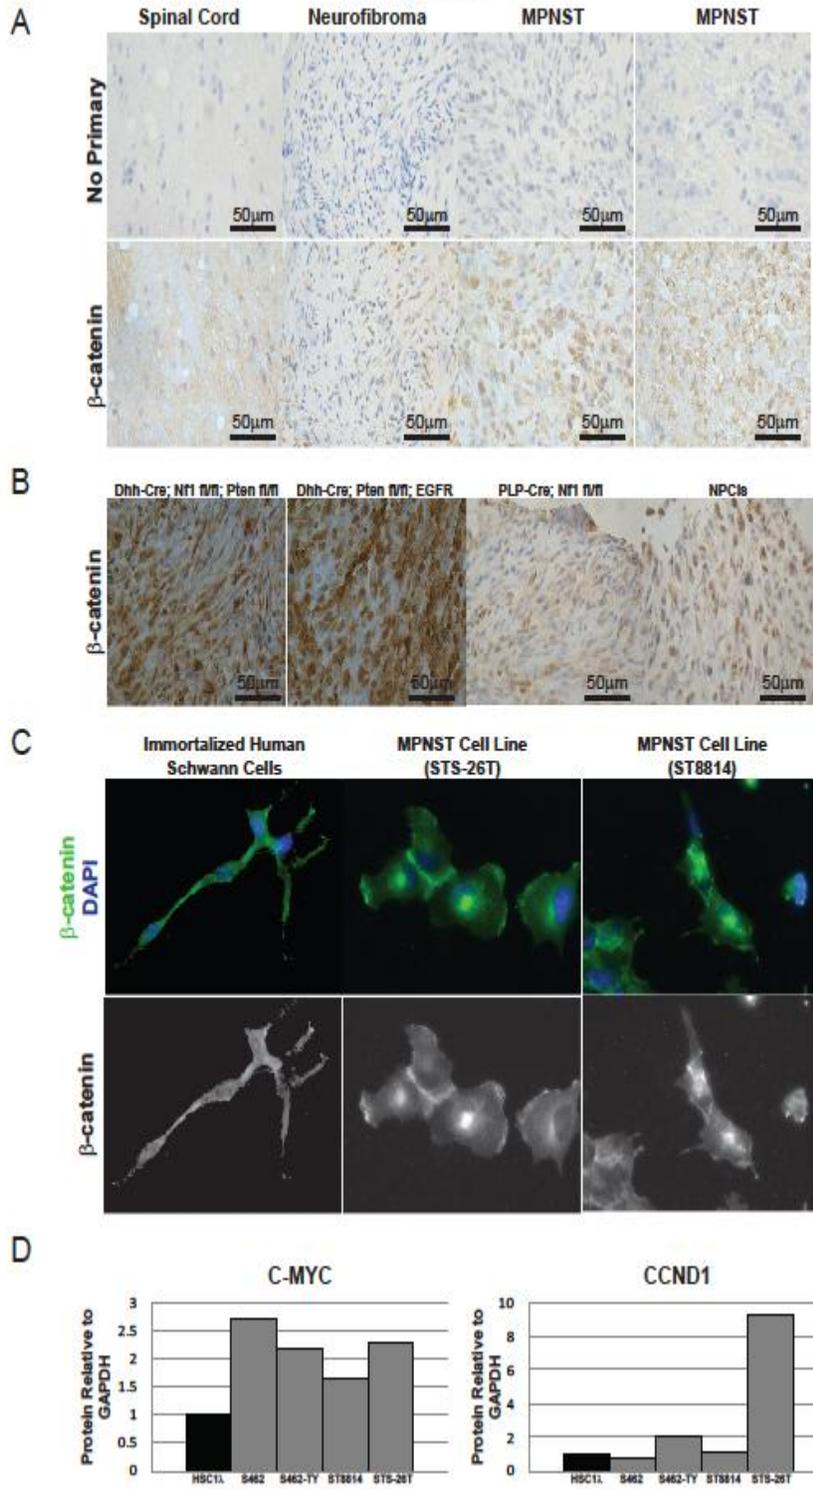 A
Spinal Cord Neurofibroma MPNST MPNST
No Primary
50µm 50µm 50µm 50µm
β-catenin
50µm 50µm 50µm 50µm
B
Dhh-Cre; Nf1 fl/fl; Pten fl/fl Dhh-Cre; Pten fl/fl; EGFR PLP-Cre; Nf1 fl/fl NPCIs
β-catenin
50µm 50µm 50µm 50µm
C
Immortalized Human Schwann Cells
MPNST Cell Line (STS-26T)
MPNST Cell Line (ST8814)
β-catenin
DAPI
β-catenin
D
C-MYC
Protein Relative to GAPDH
3
2.5
2
1.5
1
0.5
0
HSC1λ S462 S462-TY ST8814 STS-26T
CCND1
Protein Relative to GAPDH
10
8
6
4
2
0
HSC1λ S462 S462-TY ST8814 STS-26T